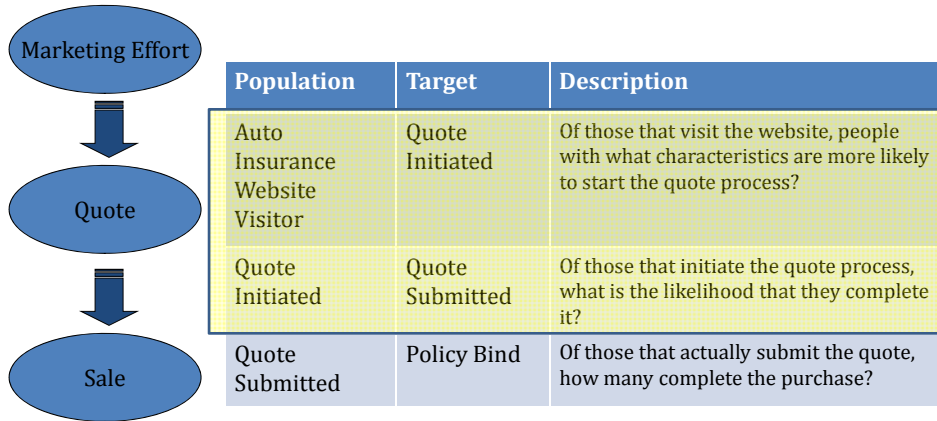 Marketing Effort
Quote
Sale
Population
Target
Description
Auto
Insurance
Website
Visitor
Quote
Initiated
Of those that visit the website, people
with what characteristics are more likely
to start the quote process?
Quote
Initiated
Quote
Submitted
Of those that initiate the quote process,
what is the likelihood that they complete
it?
Quote
Submitted
Policy Bind
Of those that actually submit the quote,
how many complete the purchase?